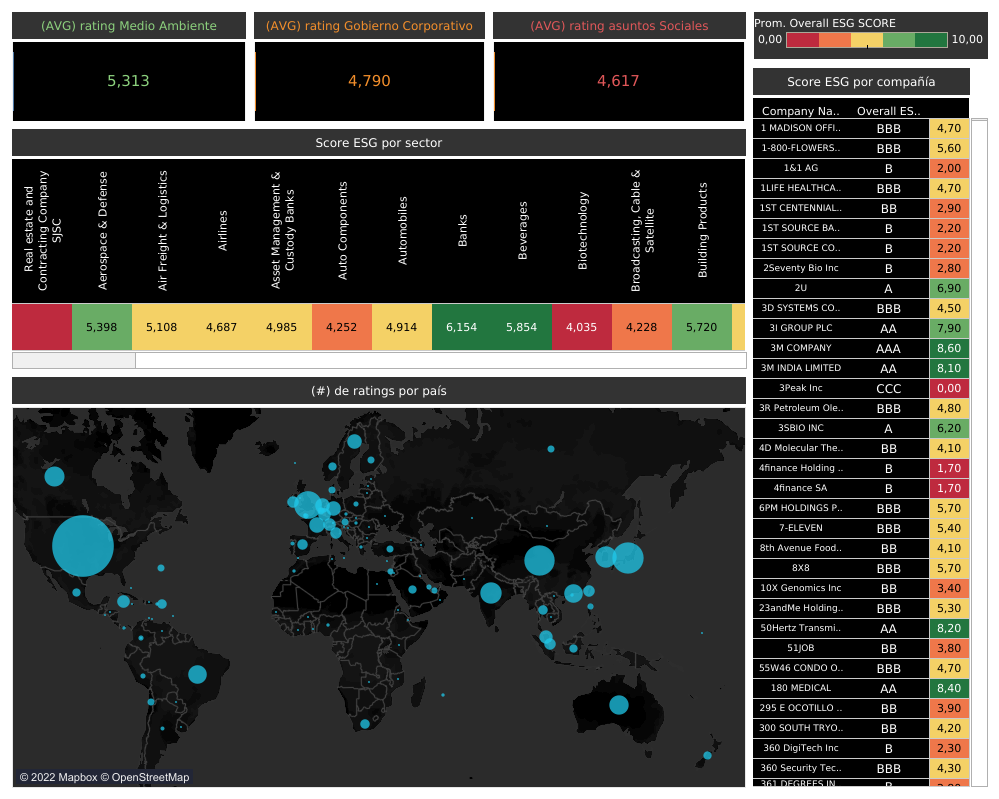 (AVG) rating Medio Ambiente
(AVG) rating Gobierno Corporativo
(AVG) rating asuntos Sociales
5,313
4,790
4,617
Prom. Overall ESG SCORE
0,00 10,00
Score ESG por sector
Real estate and
Contracting Company
SJSC
Aerospace & Defense
Air Freight & Logistics
Airlines
Asset Management &
Custody Banks
Auto Components
Automobiles
Banks
Beverages
Biotechnology
Broadcasting, Cable &
Satellite
Building Products
5,398 5,108 4,687 4,985 4,252 4,914 6,154 5,854 4,035 4,228 5,720
(#) de ratings por país
© 2022 Mapbox © OpenStreetMap
Score ESG por compañía
Company Na.. Overall ES..
1 MADISON OFFI.. BBB 4,70
1-800-FLOWERS.. BBB 5,60
1&1 AG B 2,00
1LIFE HEALTHCA.. BBB 4,70
1ST CENTENNIAL.. BB 2,90
1ST SOURCE BA.. B 2,20
1ST SOURCE CO.. B 2,20
2Seventy Bio Inc B 2,80
2U A 6,90
3D SYSTEMS CO.. BBB 4,50
3I GROUP PLC AA 7,90
3M COMPANY AAA 8,60
3M INDIA LIMITED AA 8,10
3Peak Inc CCC 0,00
3R Petroleum Ole.. BBB 4,80
3SBIO INC A 6,20
4D Molecular The.. BB 4,10
4finance Holding .. B 1,70
4finance SA B 1,70
6PM HOLDINGS P.. BBB 5,70
7-ELEVEN BBB 5,40
8th Avenue Food.. BB 4,10
8X8 BBB 5,70
10X Genomics Inc BB 3,40
23andMe Holding.. BBB 5,30
50Hertz Transmi.. AA 8,20
51JOB BB 3,80
55W46 CONDO O.. BBB 4,70
180 MEDICAL AA 8,40
295 E OCOTILLO .. BB 3,90
300 SOUTH TRYO.. BB 4,20
360 DigiTech Inc B 2,30
360 Security Tec.. BBB 4,30
361 DEGREES IN..